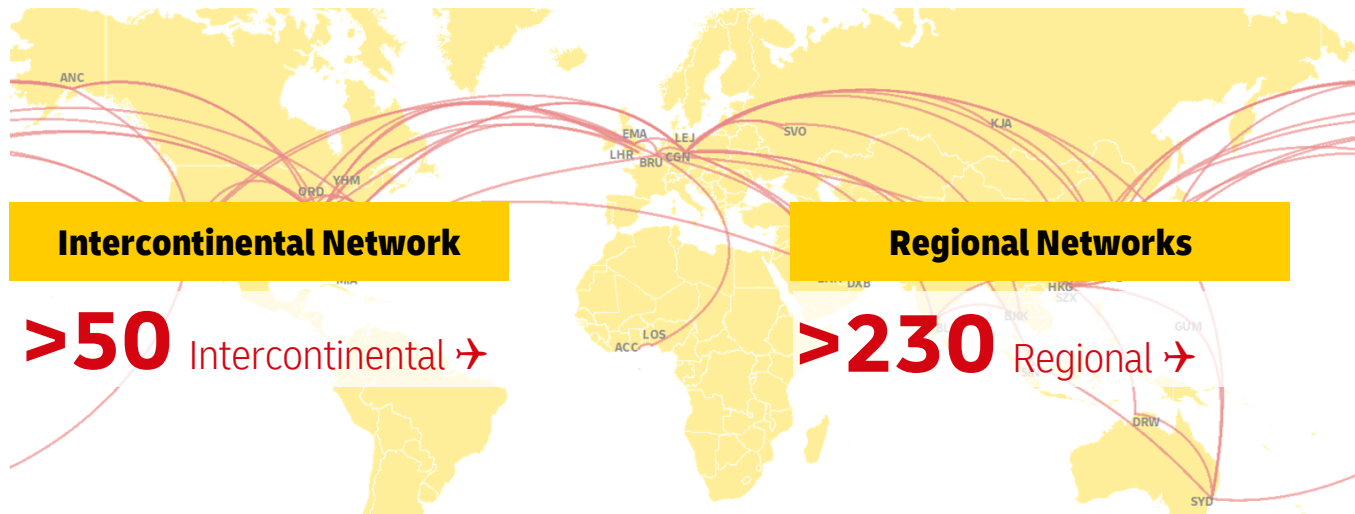 ANC
EMA
LEJ
SVO
KJA
LHR
BRU
CGN
ORD
YHM
Intercontinental Network
Regional Networks
MIA
DXB
HKG
SZX
BKK
GUM
>50 Intercontinental ✈
>230 Regional ✈
LOS
ACC
DRW
SYD